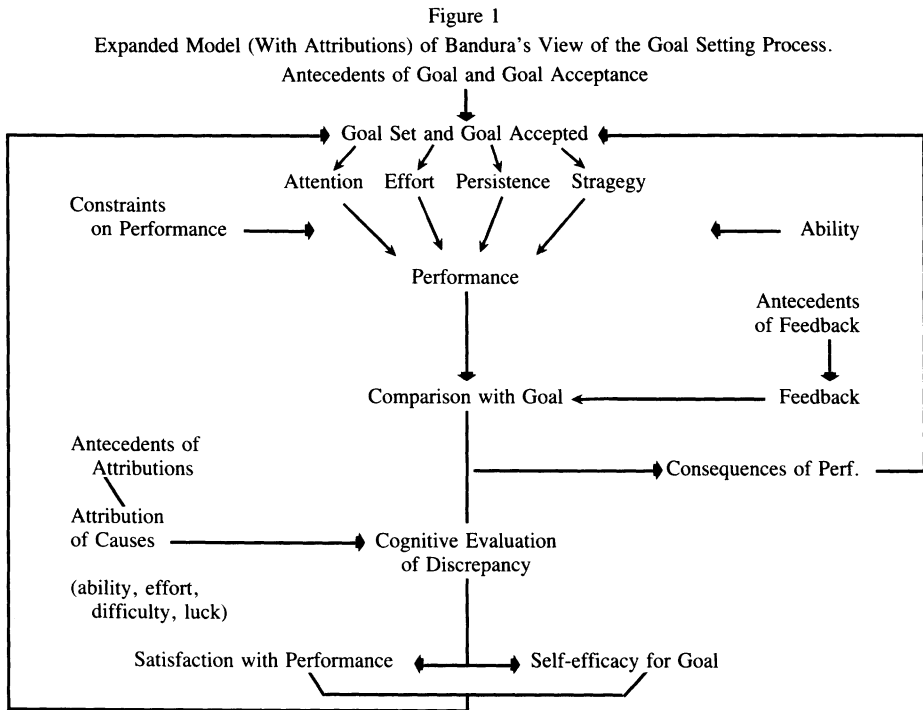 Figure 1
Expanded Model (With Attributions) of Bandura's View of the Goal Setting Process.
Antecedents of Goal and Goal Acceptance
Goal Set and Goal Accepted
Attention Effort Persistence Stragegy
Constraints
on Performance
Ability
Performance
Antecedents
of Feedback
Comparison with Goal
Feedback
Antecedents of
Attributions
Consequences of Perf.
Attribution
of Causes
Cognitive Evaluation
of Discrepancy
(ability, effort,
difficulty, luck)
Satisfaction with Performance
Self-efficacy for Goal